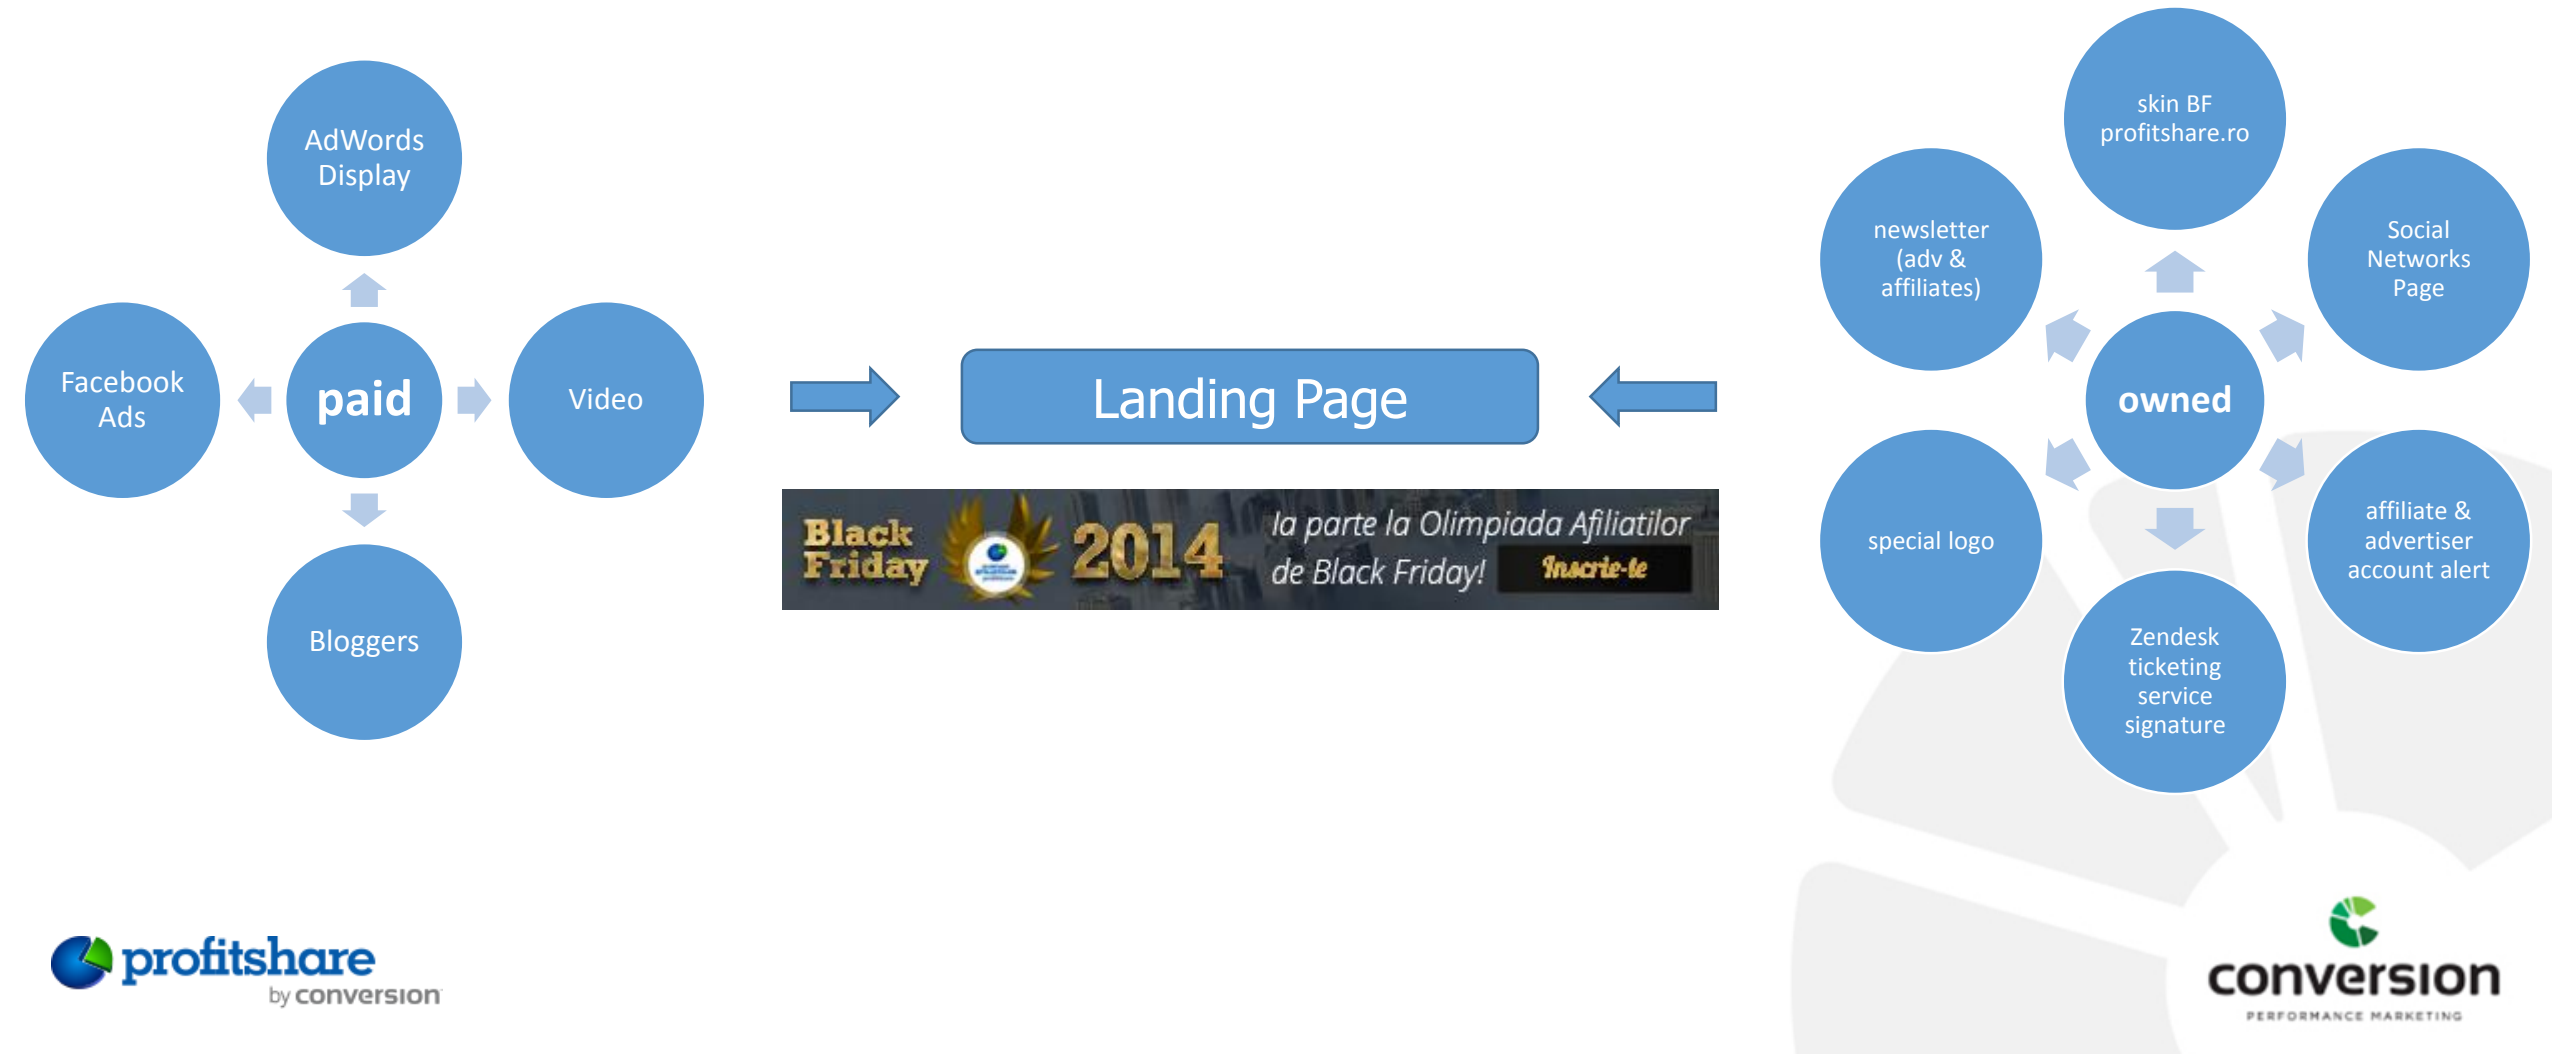 AdWords
Display
Facebook
Ads
paid
Video
Bloggers
Landing Page
Black
Friday
2014
Ia parte la Olimpiada Afiliatilor
de Black Friday!
Inscrie-te
skin BF
profitshare.ro
newsletter
(adv &
affiliates)
Social
Networks
Page
owned
special logo
affiliate &
advertiser
account alert
Zendesk
ticketing
service
signature
profitshare
by conversion
conversion
PERFORMANCE MARKETING